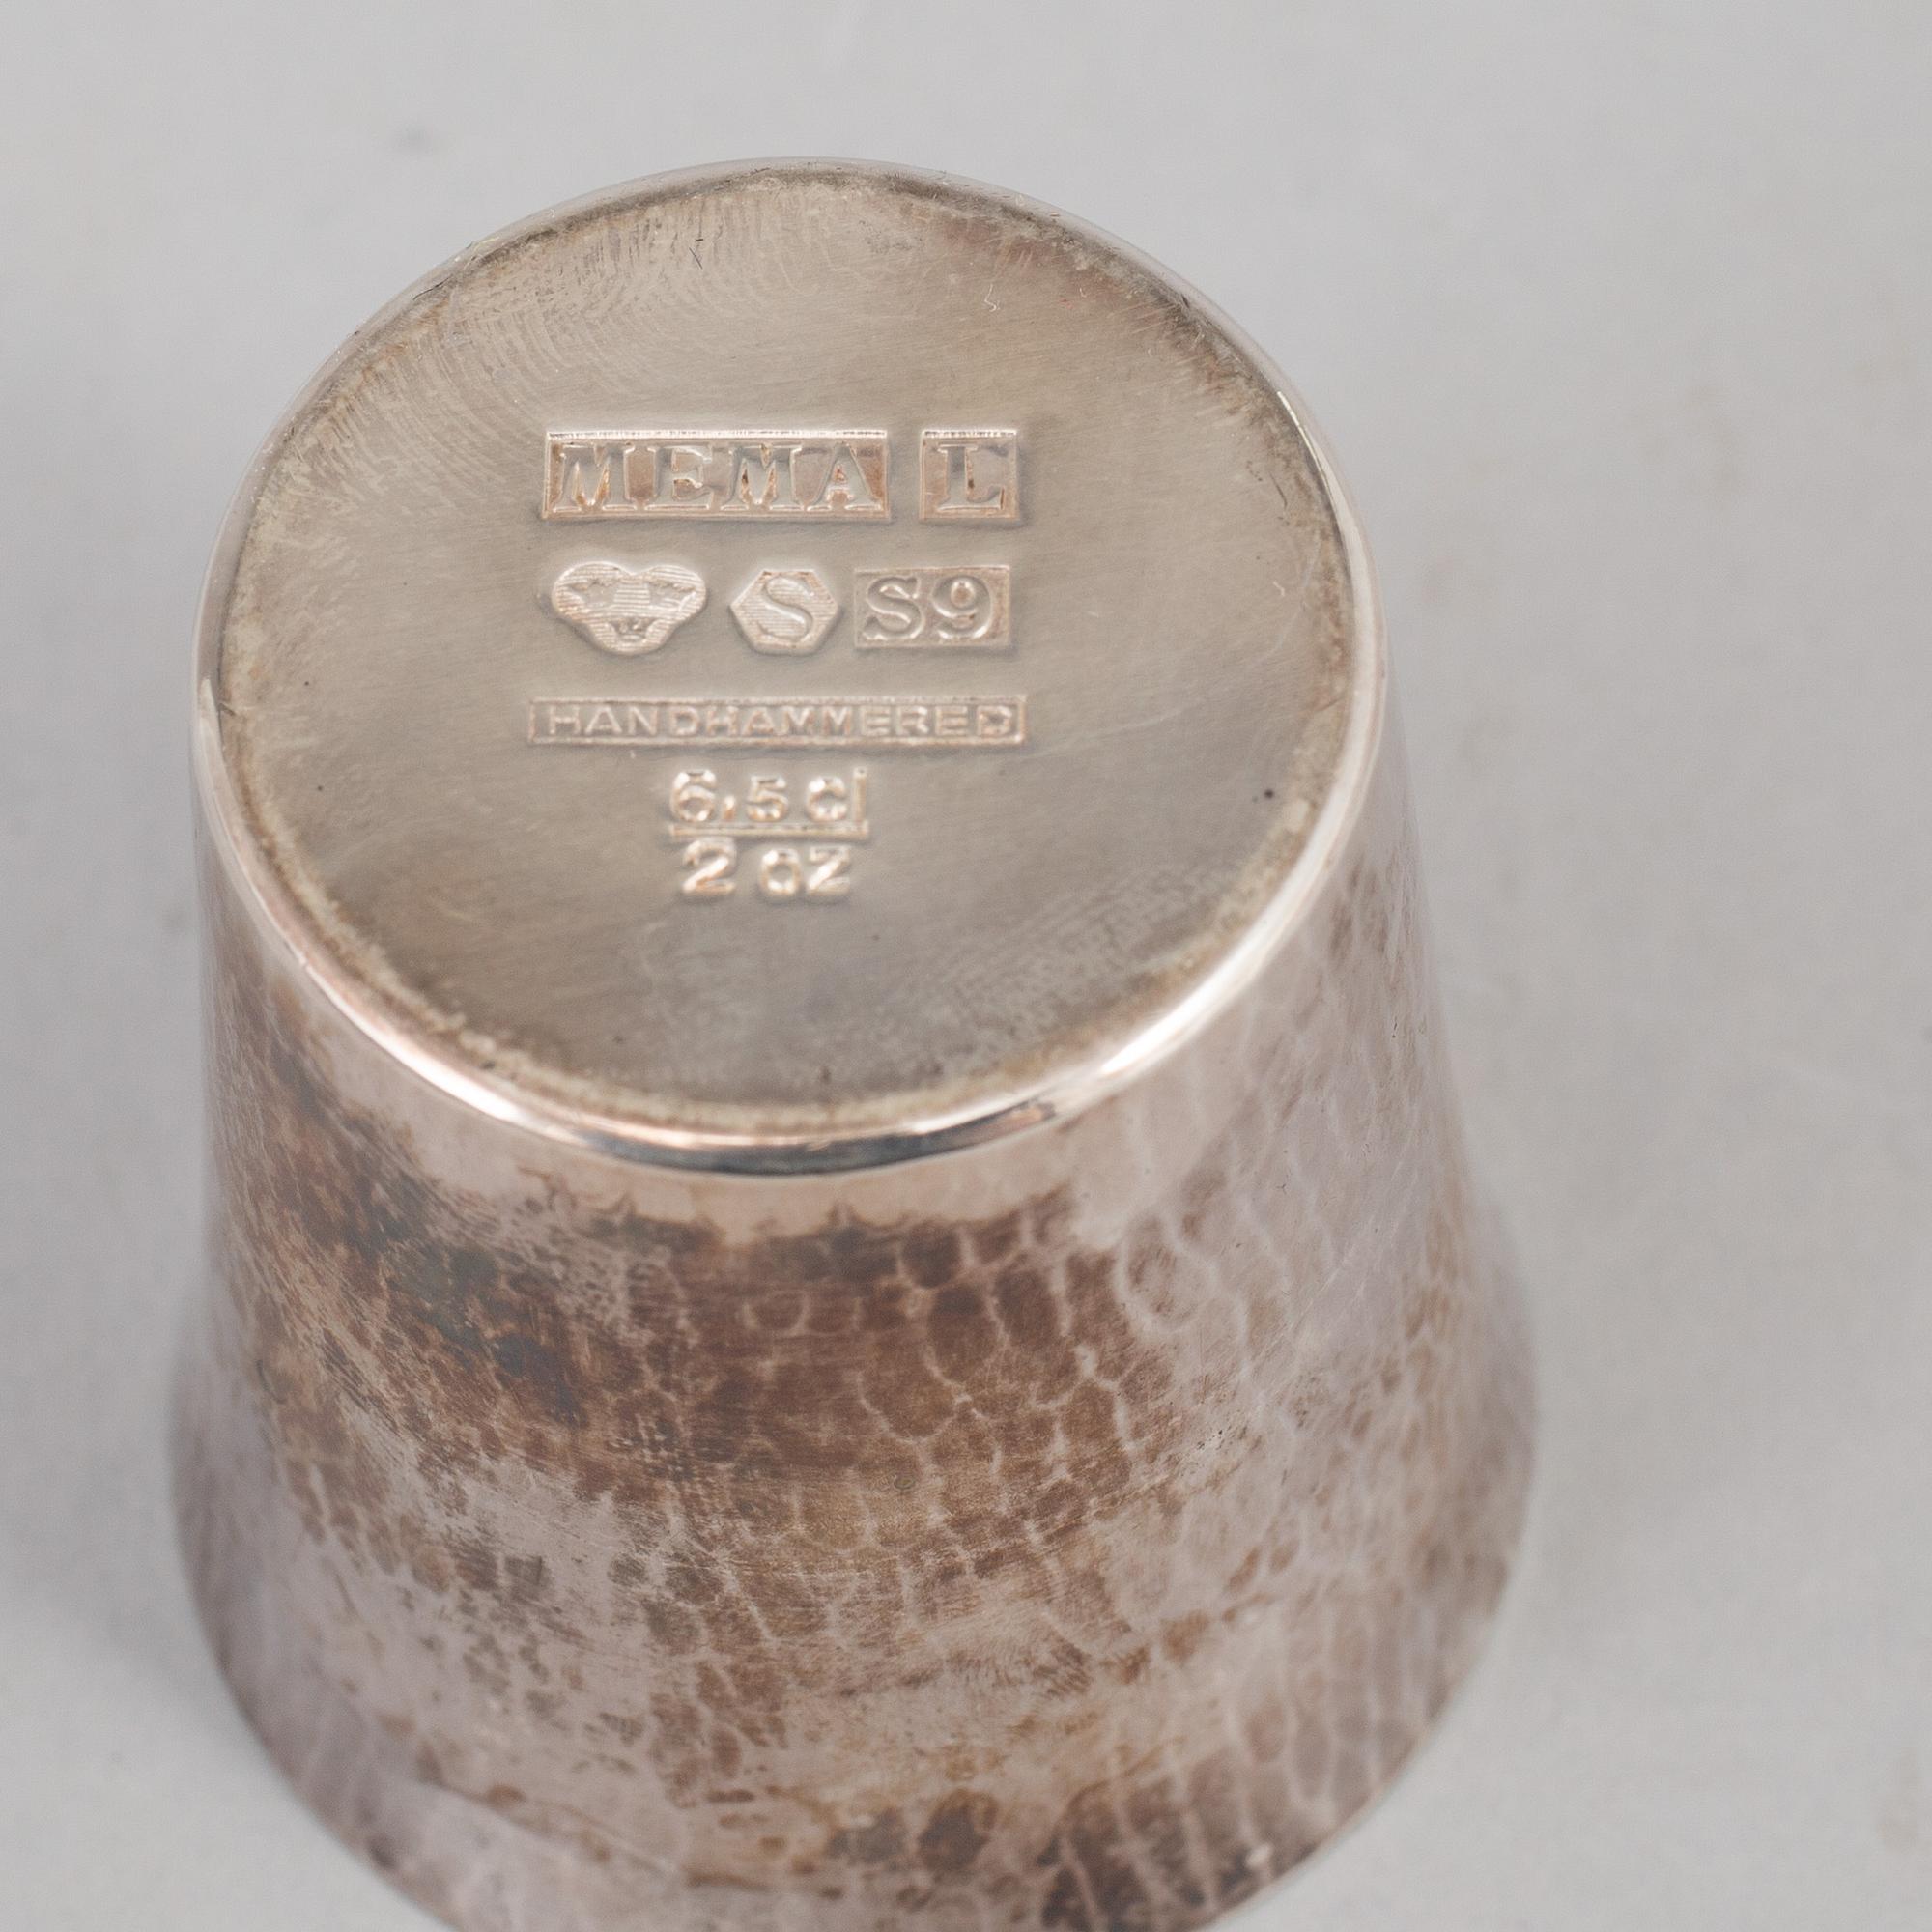 MEMA L
S S9
HANDHAMMERED
6,5 cl
2 oz